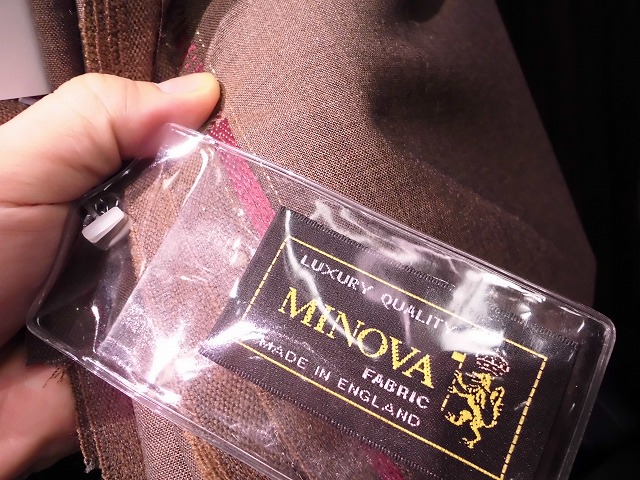 LUXURY QUALITY
MINOVA
FABRIC
MADE IN ENGLAND